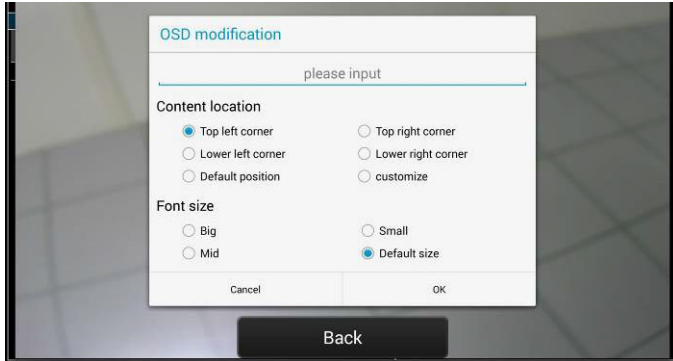 OSD modification
please input
Content location
Top left corner Top right corner
Lower left corner Lower right corner
Default position customize
Font size
Big Small
Mid Default size
Cancel OK
Back